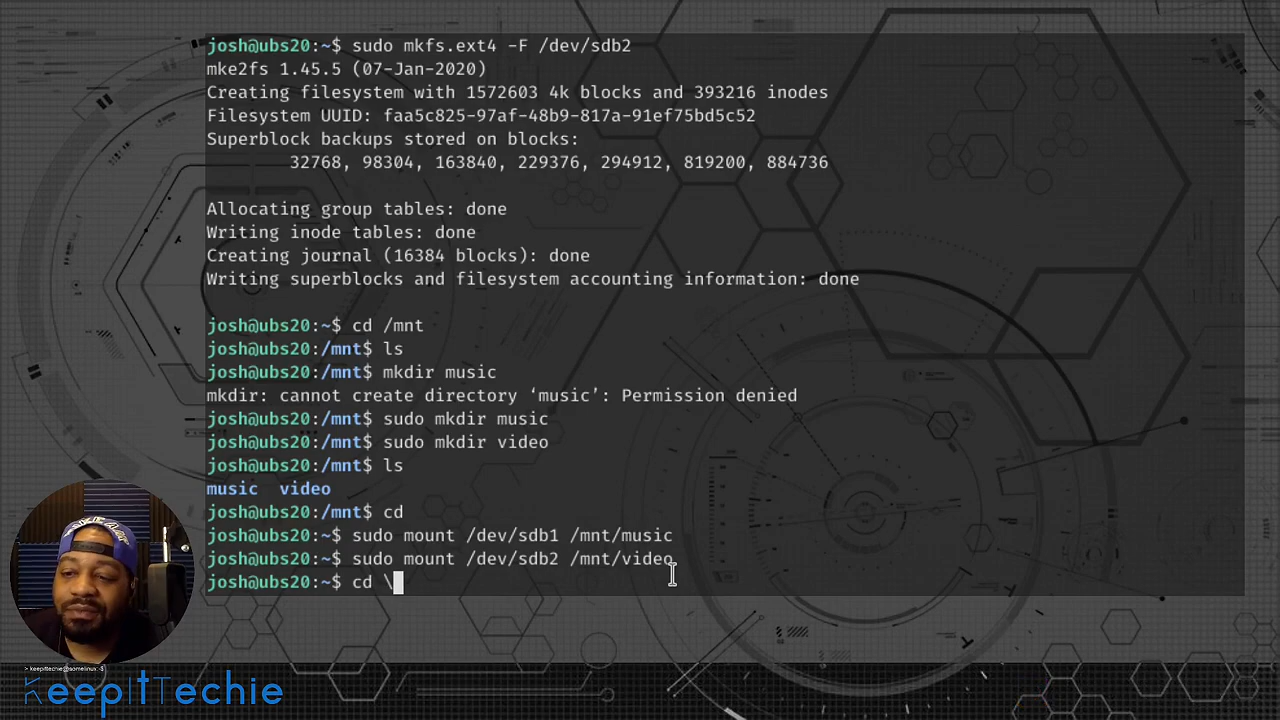 josh@ubs20:~$ sudo mkfs.ext4 -F /dev/sdb2
mke2fs 1.45.5 (07-Jan-2020)
Creating filesystem with 1572603 4k blocks and 393216 inodes
Filesystem UUID: faa5c825-97af-48b9-817a-91ef75bd5c52
Superblock backups stored on blocks:
32768, 98304, 163840, 229376, 294912, 819200, 884736
Allocating group tables: done
Writing inode tables: done
Creating journal (16384 blocks): done
Writing superblocks and filesystem accounting information: done
josh@ubs20:~$ cd /mnt
josh@ubs20:/mnt$ ls
josh@ubs20:/mnt$ mkdir music
mkdir: cannot create directory ‘music’: Permission denied
josh@ubs20:/mnt$ sudo mkdir music
josh@ubs20:/mnt$ sudo mkdir video
josh@ubs20:/mnt$ ls
music video
josh@ubs20:/mnt$ cd
josh@ubs20:~$ sudo mount /dev/sdb1 /mnt/music
josh@ubs20:~$ sudo mount /dev/sdb2 /mnt/video
josh@ubs20:~$ cd \
> keepittechie@somelinux:-$
KeepItTechie